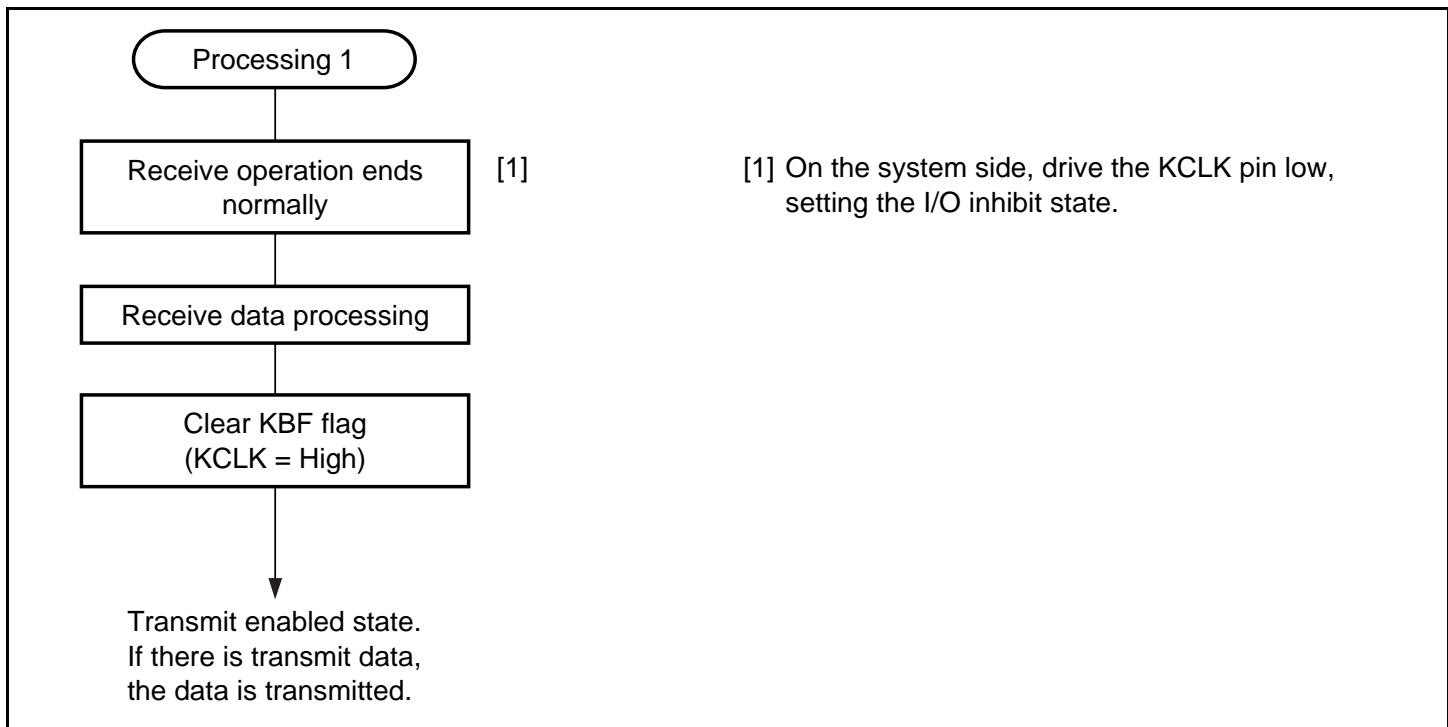 Processing 1
Receive operation ends
normally
[1]
[1] On the system side, drive the KCLK pin low,
setting the I/O inhibit state.
Receive data processing
Clear KBF flag
(KCLK = High)
Transmit enabled state.
If there is transmit data,
the data is transmitted.